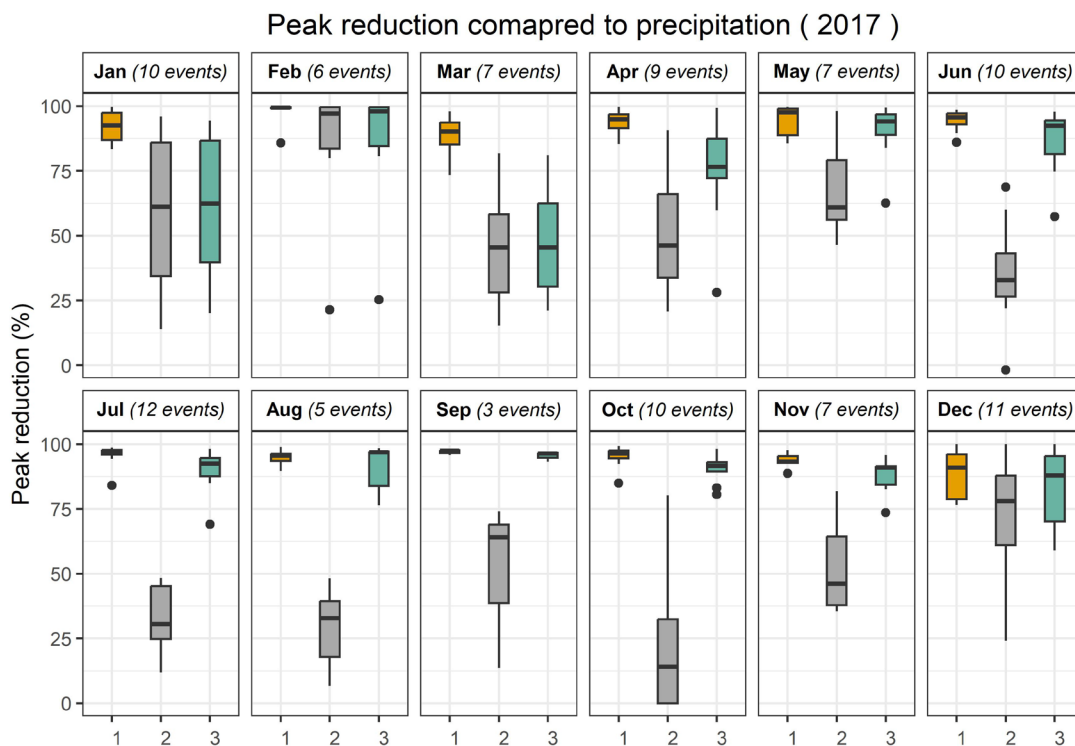 Peak reduction comapred to precipitation ( 2017 )
Jan (10 events) Feb (6 events) Mar (7 events) Apr (9 events) May (7 events) Jun (10 events)
100
75
50
25
0
Jul (12 events) Aug (5 events) Sep (3 events) Oct (10 events) Nov (7 events) Dec (11 events)
100
75
50
25
0
Peak reduction (%)
1 2 3 1 2 3 1 2 3 1 2 3 1 2 3 1 2 3